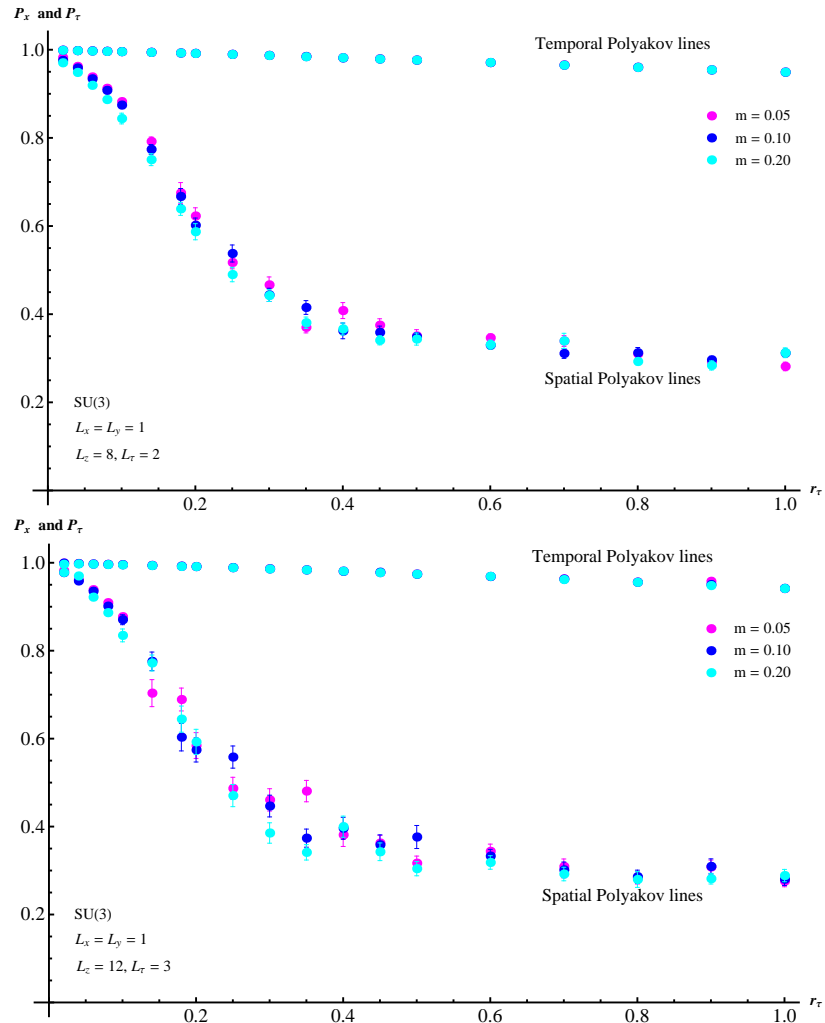 P_x and P_τ
1.0
Temporal Polyakov lines
m = 0.05
0.8
m = 0.10
m = 0.20
0.6
0.4
Spatial Polyakov lines
0.2
SU(3)
L_x = L_y = 1
L_z = 8, L_τ = 2
0.2 0.4 0.6 0.8 1.0 r_τ
P_x and P_τ
1.0
Temporal Polyakov lines
m = 0.05
0.8
m = 0.10
m = 0.20
0.6
0.4
Spatial Polyakov lines
0.2
SU(3)
L_x = L_y = 1
L_z = 12, L_τ = 3
0.2 0.4 0.6 0.8 1.0 r_τ